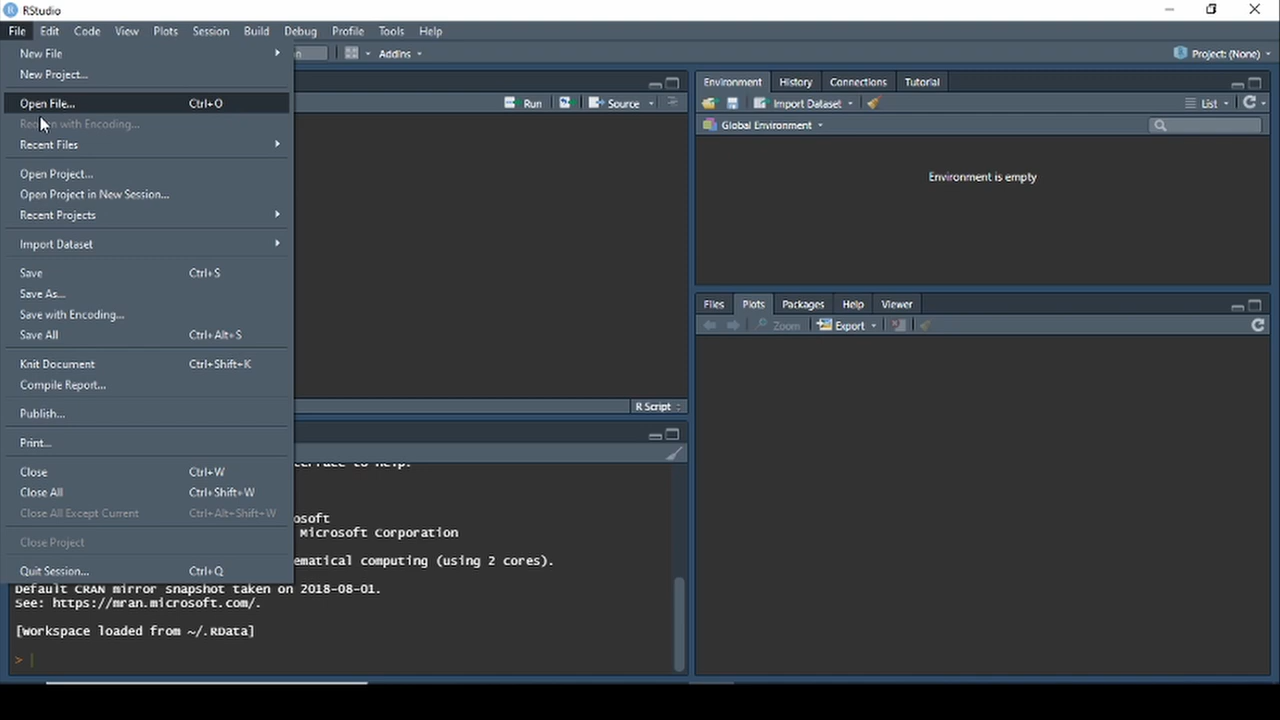 RStudio
File Edit Code View Plots Session Build Debug Profile Tools Help
Addins
Project: (None)
New File
New Project...
Open File... Ctrl+O
with Encoding...
Recent Files
Open Project...
Open Project in New Session...
Recent Projects
Import Dataset
Save Ctrl+S
Save As...
Save with Encoding...
Save All Ctrl+Alt+S
Knit Document Ctrl+Shift+K
Compile Report...
Publish...
Print...
Close Ctrl+W
Close All Ctrl+Shift+W
Close All Except Current Ctrl+Alt+Shift+W
Close Project
Quit Session... Ctrl+Q
Run Source
R Script
osoft
Microsoft Corporation
ematical computing (using 2 cores).
Default CRAN mirror snapshot taken on 2018-08-01.
See: https://mran.microsoft.com/.
[Workspace loaded from ~/.RData]
>
Environment History Connections Tutorial
Import Dataset List
Global Environment
Environment is empty
Files Plots Packages Help Viewer
Zoom Export